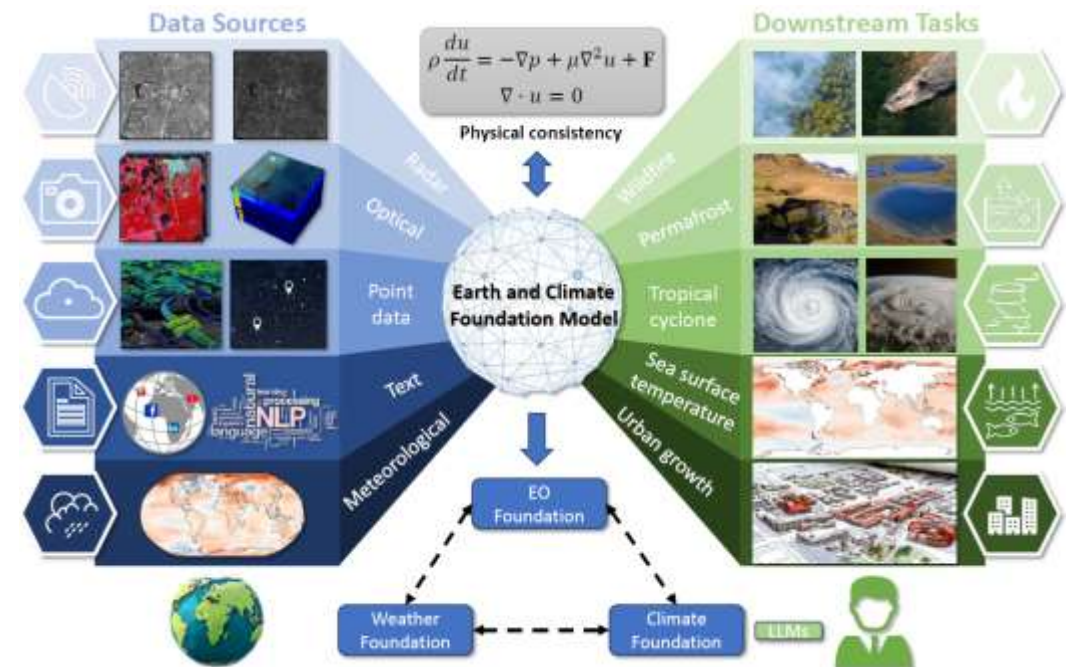 Data Sources
Downstream Tasks
ρ du/dt = −∇p + μ∇²u + F
∇ · u = 0
Physical consistency
Radar
Optical
Point
data
Text
Meteorological
natural
learning
processing
language
NLP
Earth and Climate
Foundation Model
Wildfire
Permafrost
Tropical
cyclone
Sea surface
temperature
Urban growth
EO
Foundation
Weather
Foundation
Climate
Foundation
LLMs